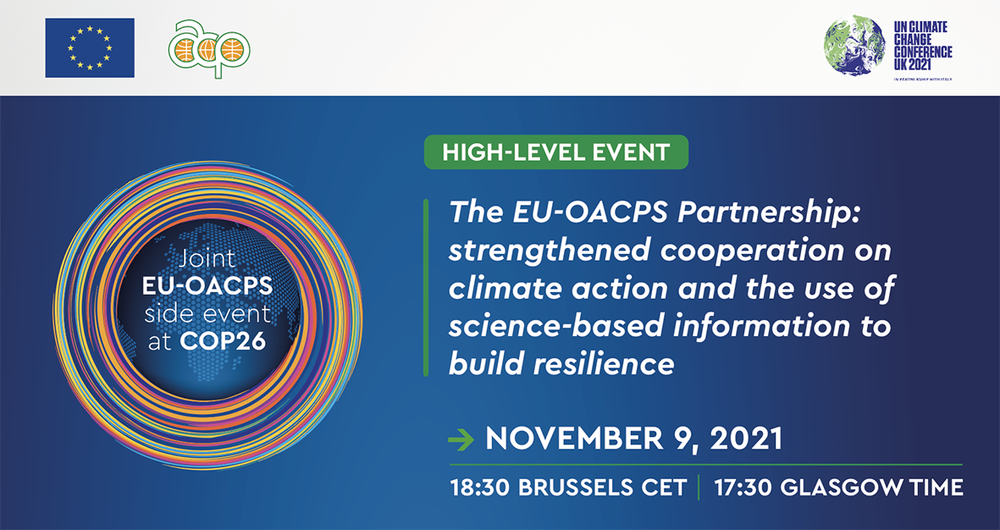 acp
UN CLIMATE
CHANGE
CONFERENCE
UK 2021
IN PARTNERSHIP WITH ITALY
HIGH-LEVEL EVENT
The EU-OACPS Partnership:
strengthened cooperation on
climate action and the use of
science-based information to
build resilience
Joint
EU-OACPS
side event
at COP26
NOVEMBER 9, 2021
18:30 BRUSSELS CET | 17:30 GLASGOW TIME